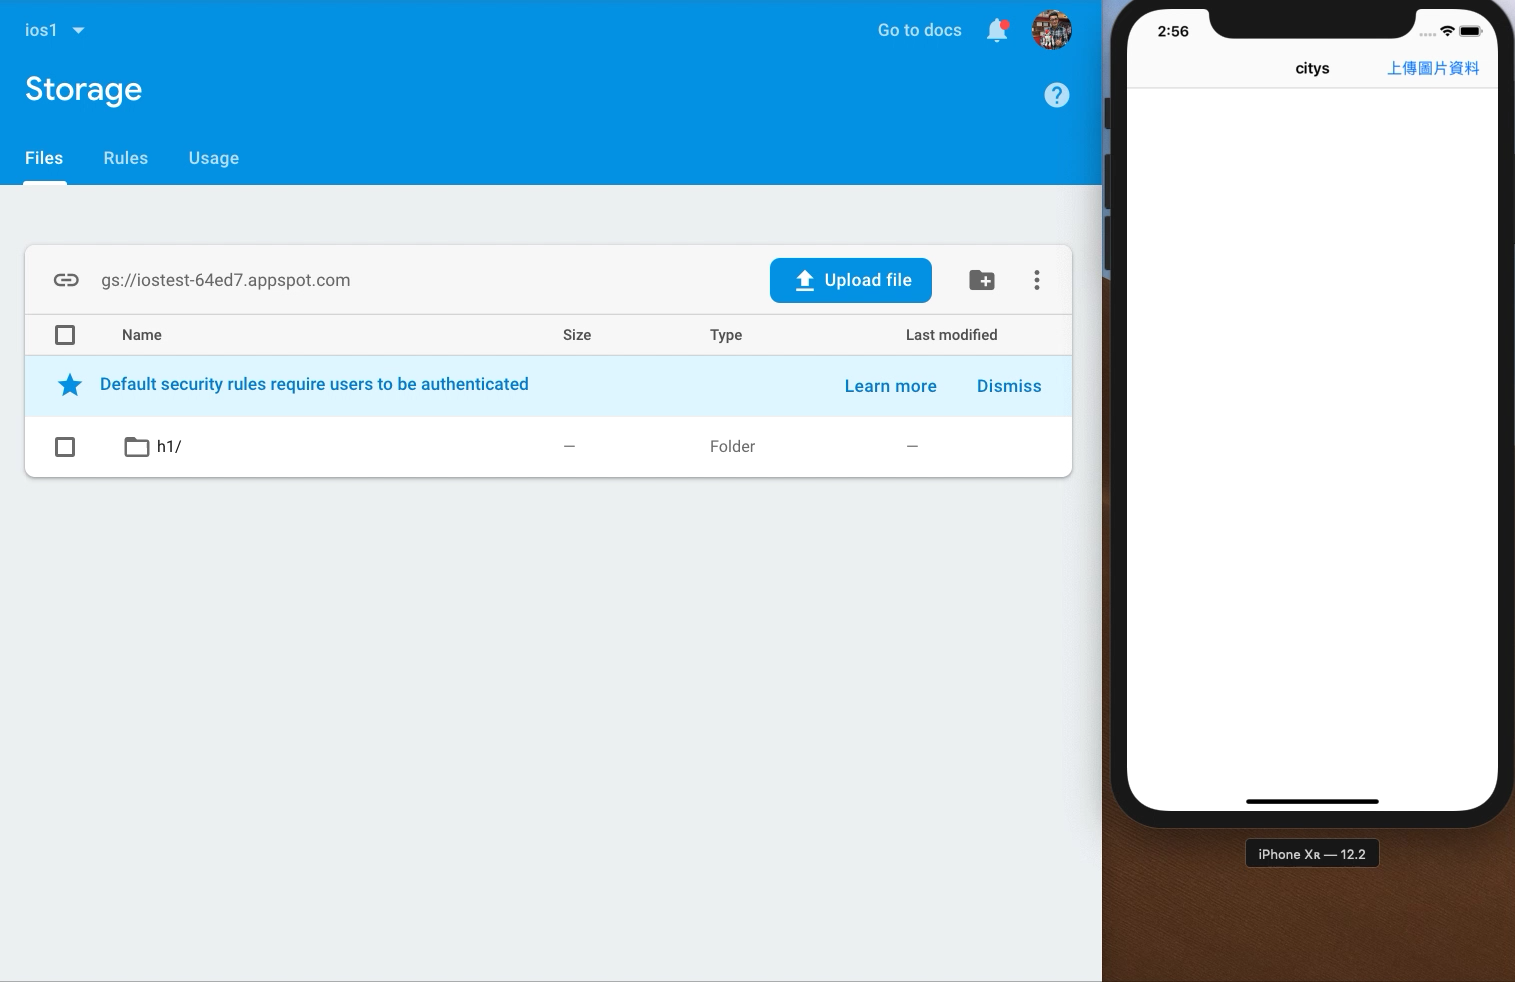 ios1
Go to docs
Storage
?
Files Rules Usage
gs://iostest-64ed7.appspot.com
Upload file
Name Size Type Last modified
Default security rules require users to be authenticated
Learn more Dismiss
h1/ — Folder —
2:56
citys 上傳圖片資料
iPhone Xʀ — 12.2